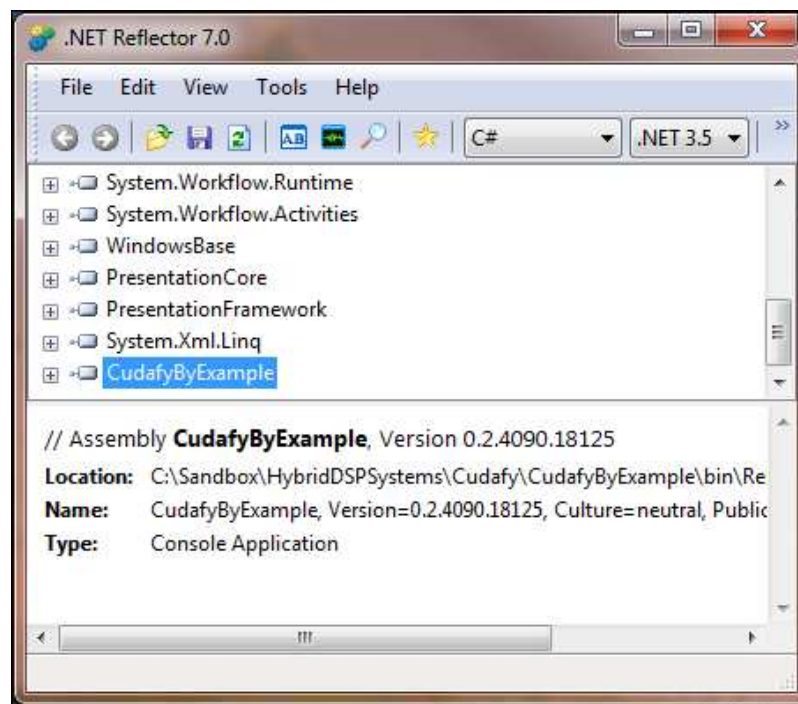 .NET Reflector 7.0
File Edit View Tools Help
C# .NET 3.5
System.Workflow.Runtime
System.Workflow.Activities
WindowsBase
PresentationCore
PresentationFramework
System.Xml.Linq
CudafyByExample
// Assembly CudafyByExample, Version 0.2.4090.18125
Location: C:\Sandbox\HybridDSPSystems\Cudafy\CudafyByExample\bin\Re
Name: CudafyByExample, Version=0.2.4090.18125, Culture=neutral, Public
Type: Console Application